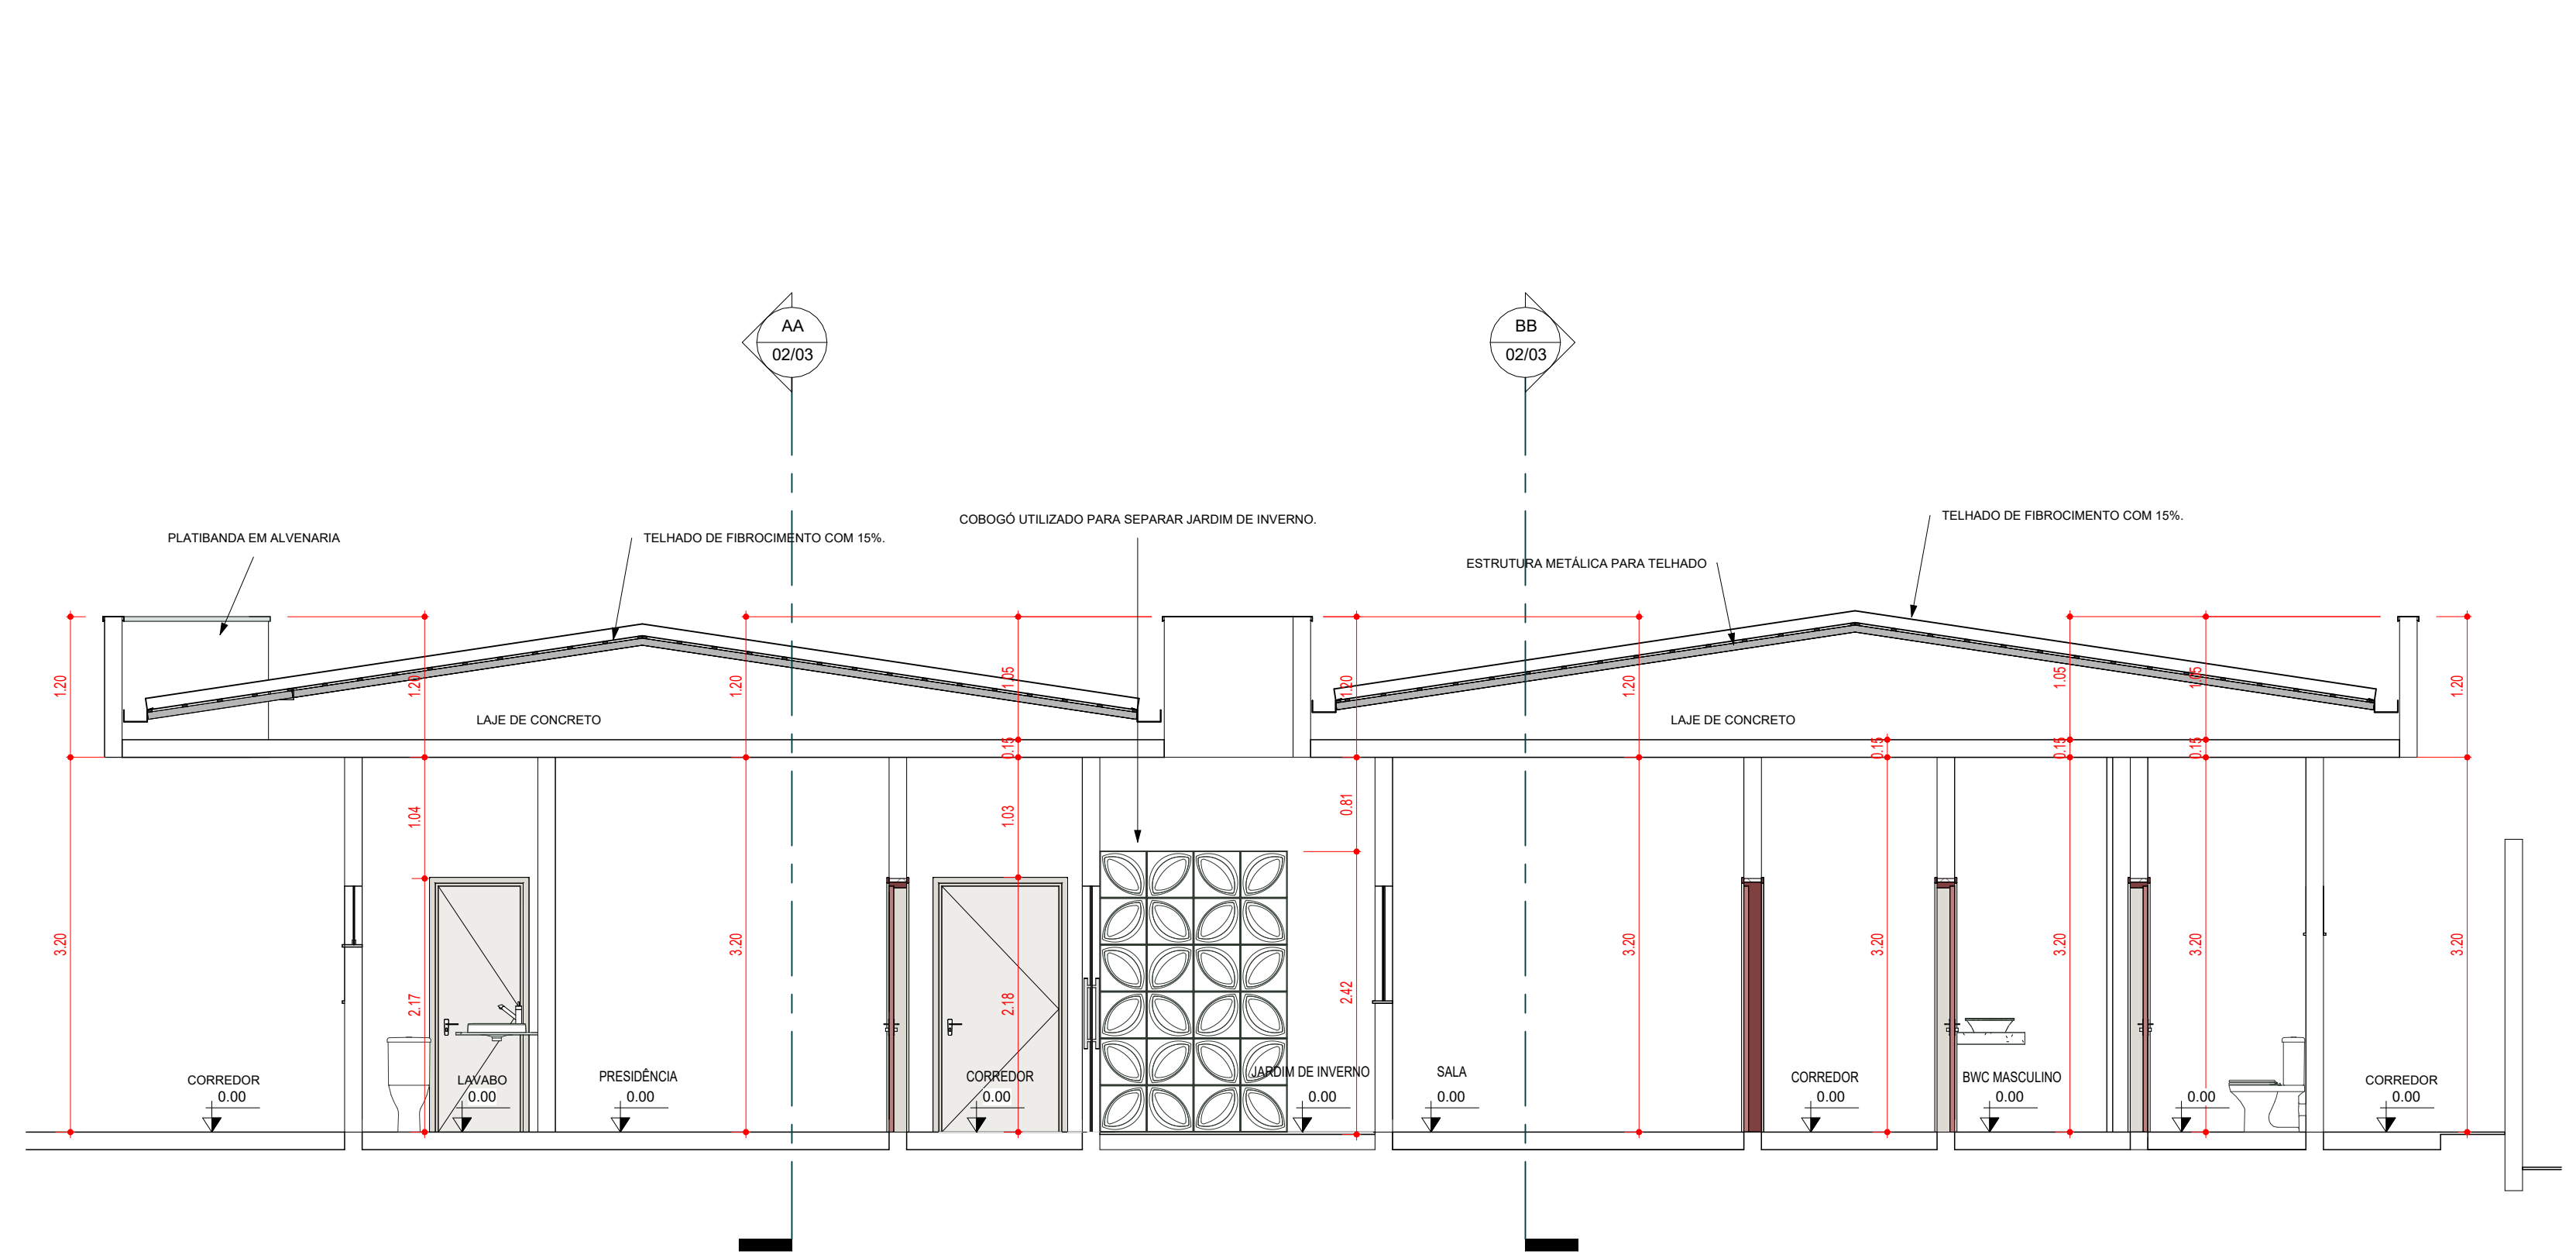 AA
02/03
BB
02/03
TELHADO DE FIBROCIMENTO COM 15%.
COBOGÓ UTILIZADO PARA SEPARAR JARDIM DE INVERNO.
PLATIBANDA EM ALVENARIA
TELHADO DE FIBROCIMENTO COM 15%.
ESTRUTURA METÁLICA PARA TELHADO
1.20
1.20
1.20
1.05
1.20
1.20
1.05
1.05
1.20
LAJE DE CONCRETO
LAJE DE CONCRETO
0.15
0.15
0.15
0.15
1.04
1.03
0.81
3.20
3.20
3.20
3.20
3.20
3.20
3.20
2.17
2.18
2.42
CORREDOR
0.00
LAVABO
0.00
PRESIDÊNCIA
0.00
CORREDOR
0.00
JARDIM DE INVERNO
0.00
SALA
0.00
CORREDOR
0.00
BWC MASCULINO
0.00
0.00
CORREDOR
0.00